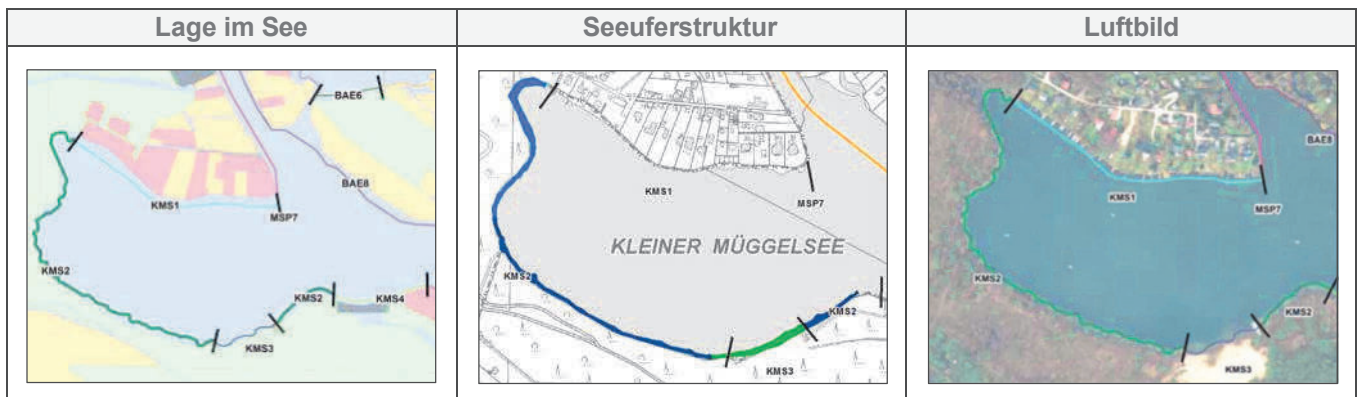 Lage im See
Seeuferstruktur
Luftbild
BAE6
BAE8
KMS1
MSP7
KMS2
KMS2
KMS4
KMS3
KMS1
MSP7
KLEINER MÜGGELSEE
KMS2
KMS2
KMS3
BAE8
KMS1
MSP7
KMS2
KMS2
KMS3